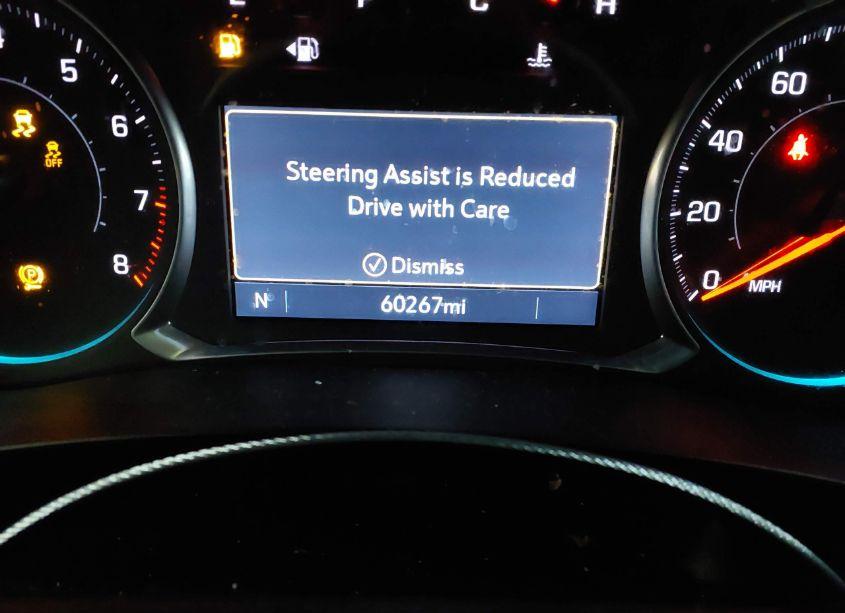 E F C H
5
6
7
8
OFF
P
Steering Assist is Reduced
Drive with Care
Dismiss
N
60267mi
60
40
20
0
MPH